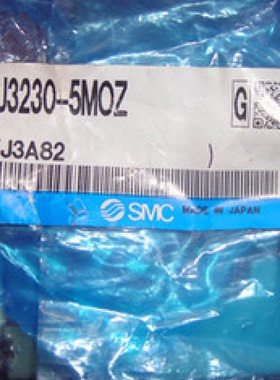 J3230-5MOZ
G
J3A82 )
SMC MADE IN JAPAN